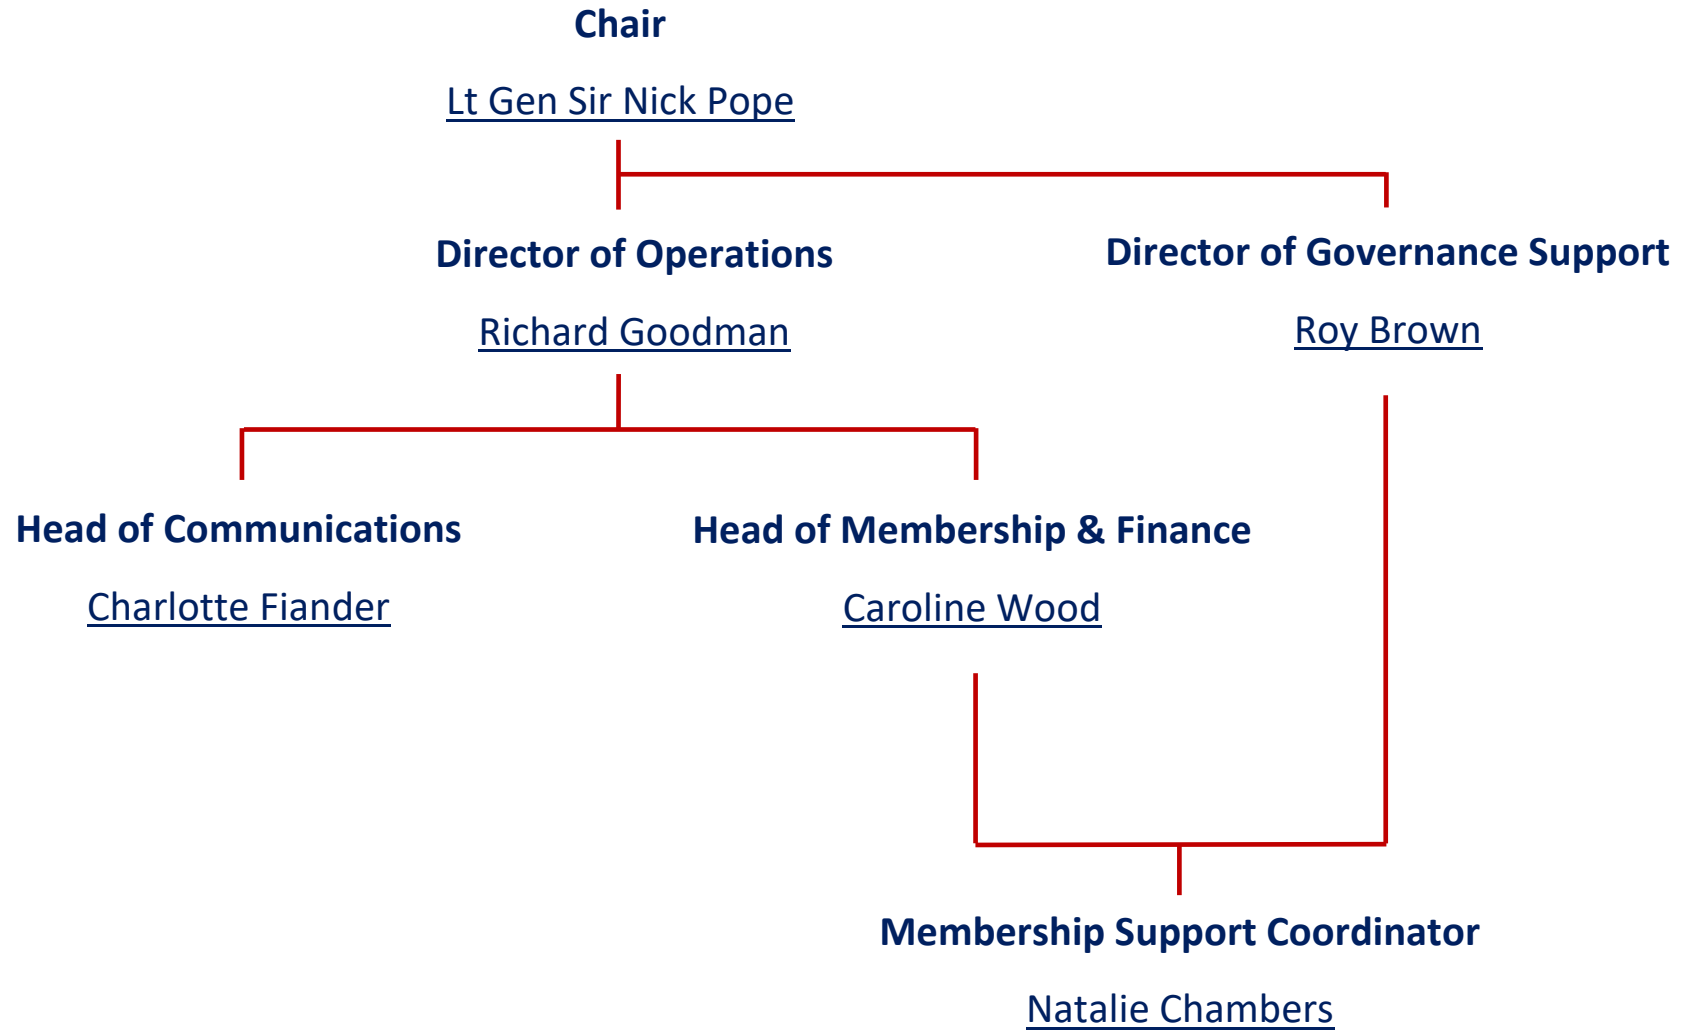 Chair
Lt Gen Sir Nick Pope
Director of Operations
Director of Governance Support
Richard Goodman
Roy Brown
Head of Communications
Head of Membership & Finance
Charlotte Fiander
Caroline Wood
Membership Support Coordinator
Natalie Chambers